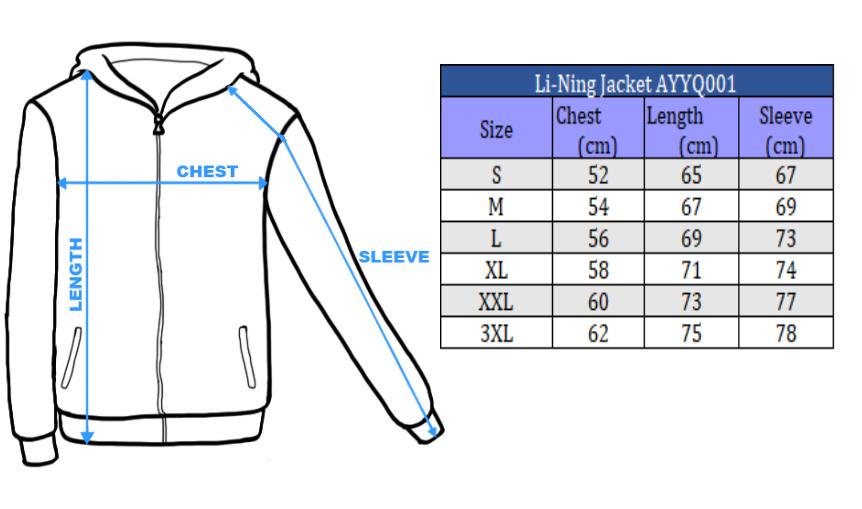 CHEST
LENGTH
SLEEVE
Li-Ning Jacket AYYQ001
Size Chest (cm) Length (cm) Sleeve (cm)
S 52 65 67
M 54 67 69
L 56 69 73
XL 58 71 74
XXL 60 73 77
3XL 62 75 78